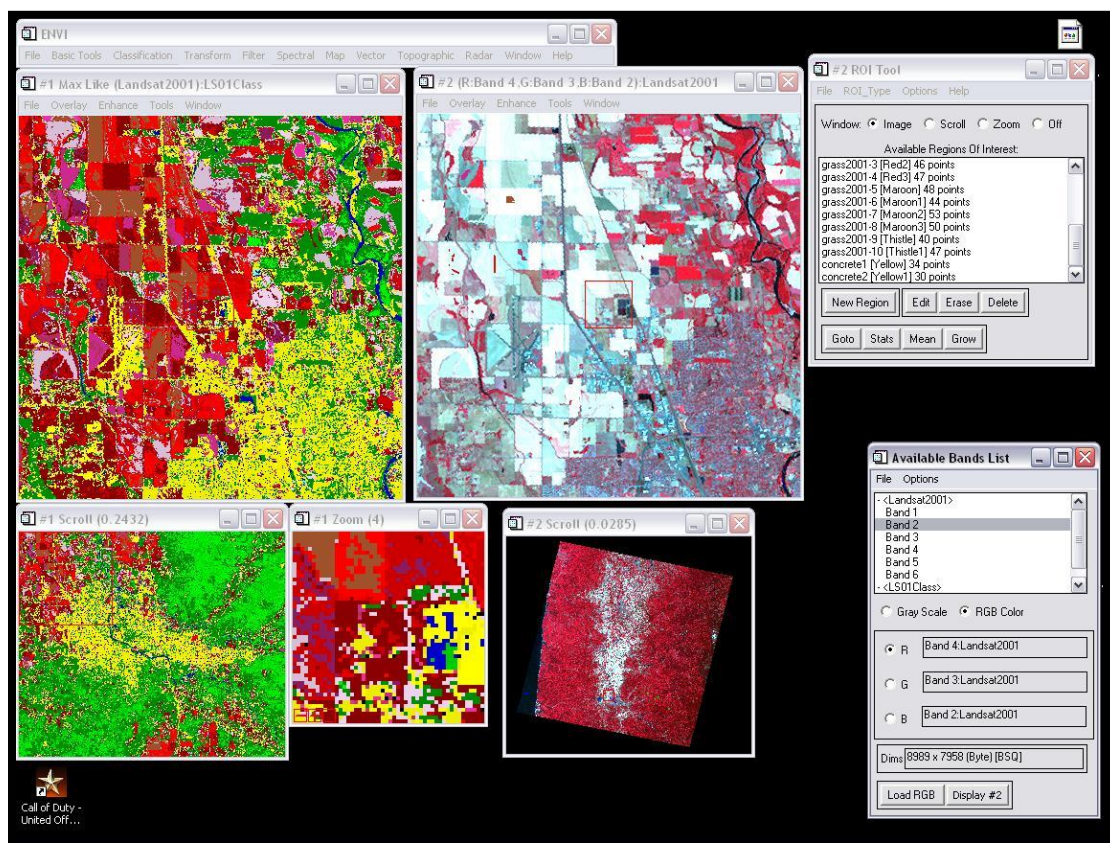 ENVI
File Basic Tools Classification Transform Filter Spectral Map Vector Topographic Radar Window Help
#1 Max Like (Landsat2001):LS01Class
File Overlay Enhance Tools Window
#2 (R:Band 4,G:Band 3,B:Band 2):Landsat2001
File Overlay Enhance Tools Window
#2 ROI Tool
File ROI_Type Options Help
Window: Image Scroll Zoom Off
Available Regions Of Interest:
grass2001-3 [Red2] 46 points
grass2001-4 [Red3] 47 points
grass2001-5 [Maroon] 48 points
grass2001-6 [Maroon1] 44 points
grass2001-7 [Maroon2] 53 points
grass2001-8 [Maroon3] 50 points
grass2001-9 [Thistle] 40 points
grass2001-10 [Thistle1] 47 points
concrete1 [Yellow] 34 points
concrete2 [Yellow1] 30 points
New Region Edit Erase Delete
Goto Stats Mean Grow
#1 Scroll (0.2432)
#1 Zoom (4)
#2 Scroll (0.0285)
Available Bands List
File Options
- <Landsat2001>
Band 1
Band 2
Band 3
Band 4
Band 5
Band 6
- <LS01Class>
Gray Scale RGB Color
R Band 4:Landsat2001
G Band 3:Landsat2001
B Band 2:Landsat2001
Dims 8989 x 7958 (Byte) [BSQ]
Load RGB Display #2
Call of Duty -
United Off...